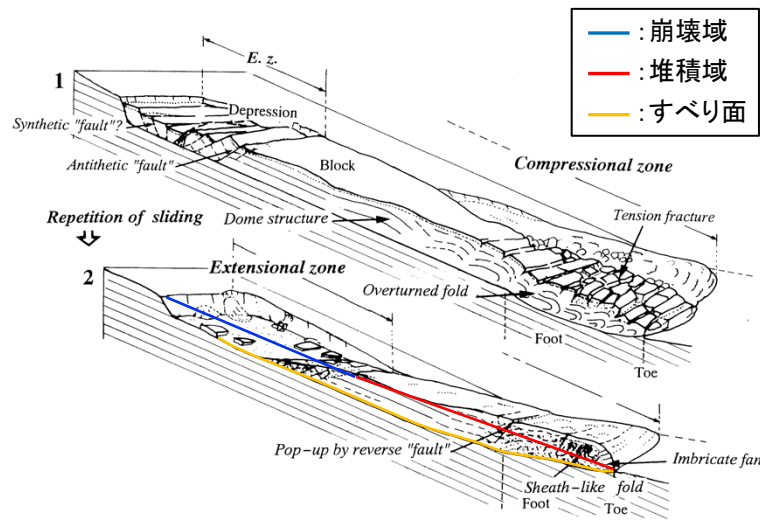 : 崩壊域
: 堆積域
: すべり面
E. z.
1
Depression
Synthetic "fault"?
Antithetic "fault"
Block
Compressional zone
Tension fracture
Dome structure
Repetition of sliding
Overturned fold
2
Extensional zone
Foot
Toe
Pop-up by reverse "fault"
Imbricate fan
Sheath-like fold
Foot
Toe